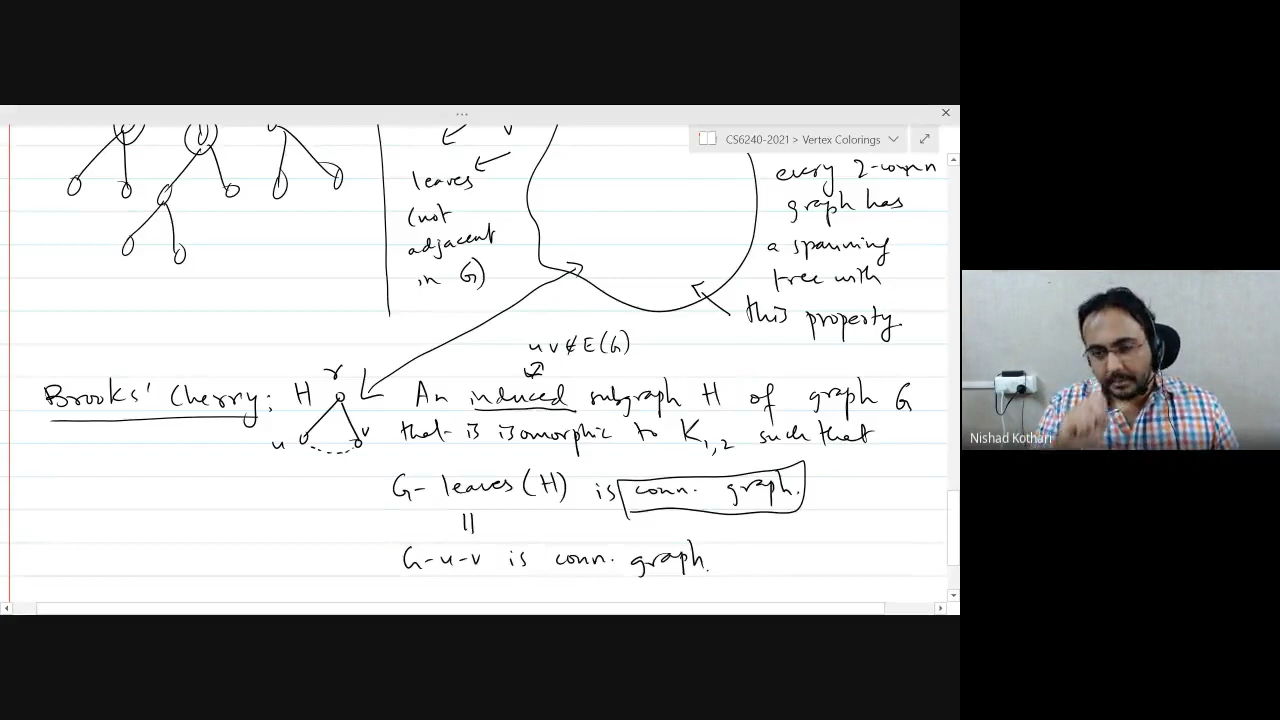 CS6240-2021 > Vertex Colorings
leaves
(not
adjacent
in G)
every 2-conn
graph has
a spanning
tree with
this property.
uv∉E(G)
r
Brooks' Cherry: H
u
v
An induced subgraph H of graph G
that is isomorphic to K1,2 such that
G- leaves(H) is conn. graph.
||
G-u-v is conn. graph.
Nishad Kothari